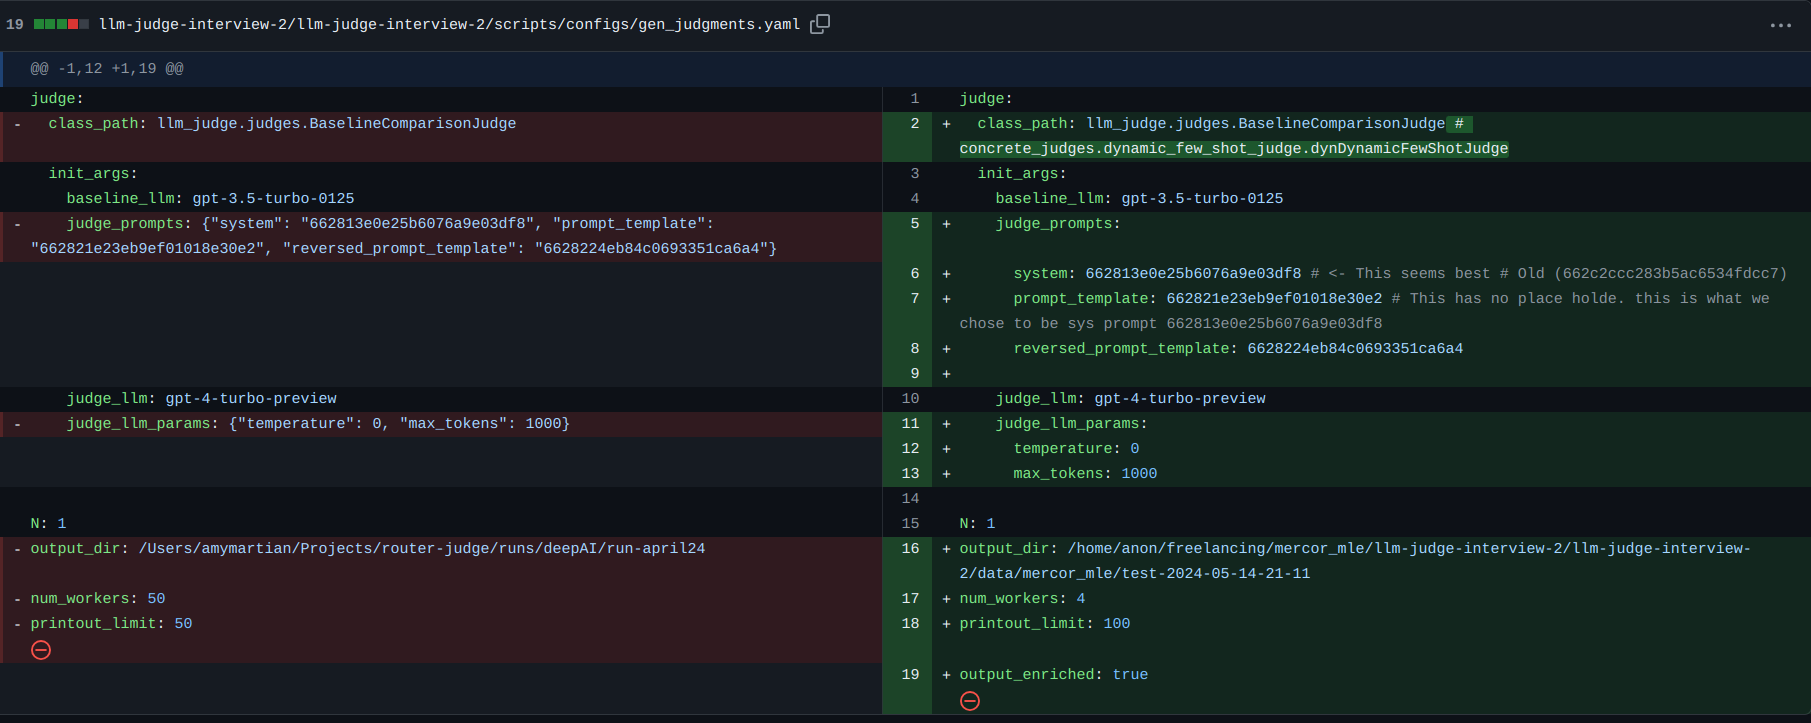 19 llm-judge-interview-2/llm-judge-interview-2/scripts/configs/gen_judgments.yaml
@@ -1,12 +1,19 @@
judge:
- class_path: llm_judge.judges.BaselineComparisonJudge
init_args:
baseline_llm: gpt-3.5-turbo-0125
- judge_prompts: {"system": "662813e0e25b6076a9e03df8", "prompt_template":
"662821e23eb9ef01018e30e2", "reversed_prompt_template": "6628224eb84c0693351ca6a4"}
judge_llm: gpt-4-turbo-preview
- judge_llm_params: {"temperature": 0, "max_tokens": 1000}
N: 1
- output_dir: /Users/amymartian/Projects/router-judge/runs/deepAI/run-april24
- num_workers: 50
- printout_limit: 50
1 judge:
2 + class_path: llm_judge.judges.BaselineComparisonJudge #
concrete_judges.dynamic_few_shot_judge.dynDynamicFewShotJudge
3 init_args:
4 baseline_llm: gpt-3.5-turbo-0125
5 + judge_prompts:
6 + system: 662813e0e25b6076a9e03df8 # <- This seems best # Old (662c2ccc283b5ac6534fdcc7)
7 + prompt_template: 662821e23eb9ef01018e30e2 # This has no place holde. this is what we
chose to be sys prompt 662813e0e25b6076a9e03df8
8 + reversed_prompt_template: 6628224eb84c0693351ca6a4
9 +
10 judge_llm: gpt-4-turbo-preview
11 + judge_llm_params:
12 + temperature: 0
13 + max_tokens: 1000
14
15 N: 1
16 + output_dir: /home/anon/freelancing/mercor_mle/llm-judge-interview-2/llm-judge-interview-
2/data/mercor_mle/test-2024-05-14-21-11
17 + num_workers: 4
18 + printout_limit: 100
19 + output_enriched: true